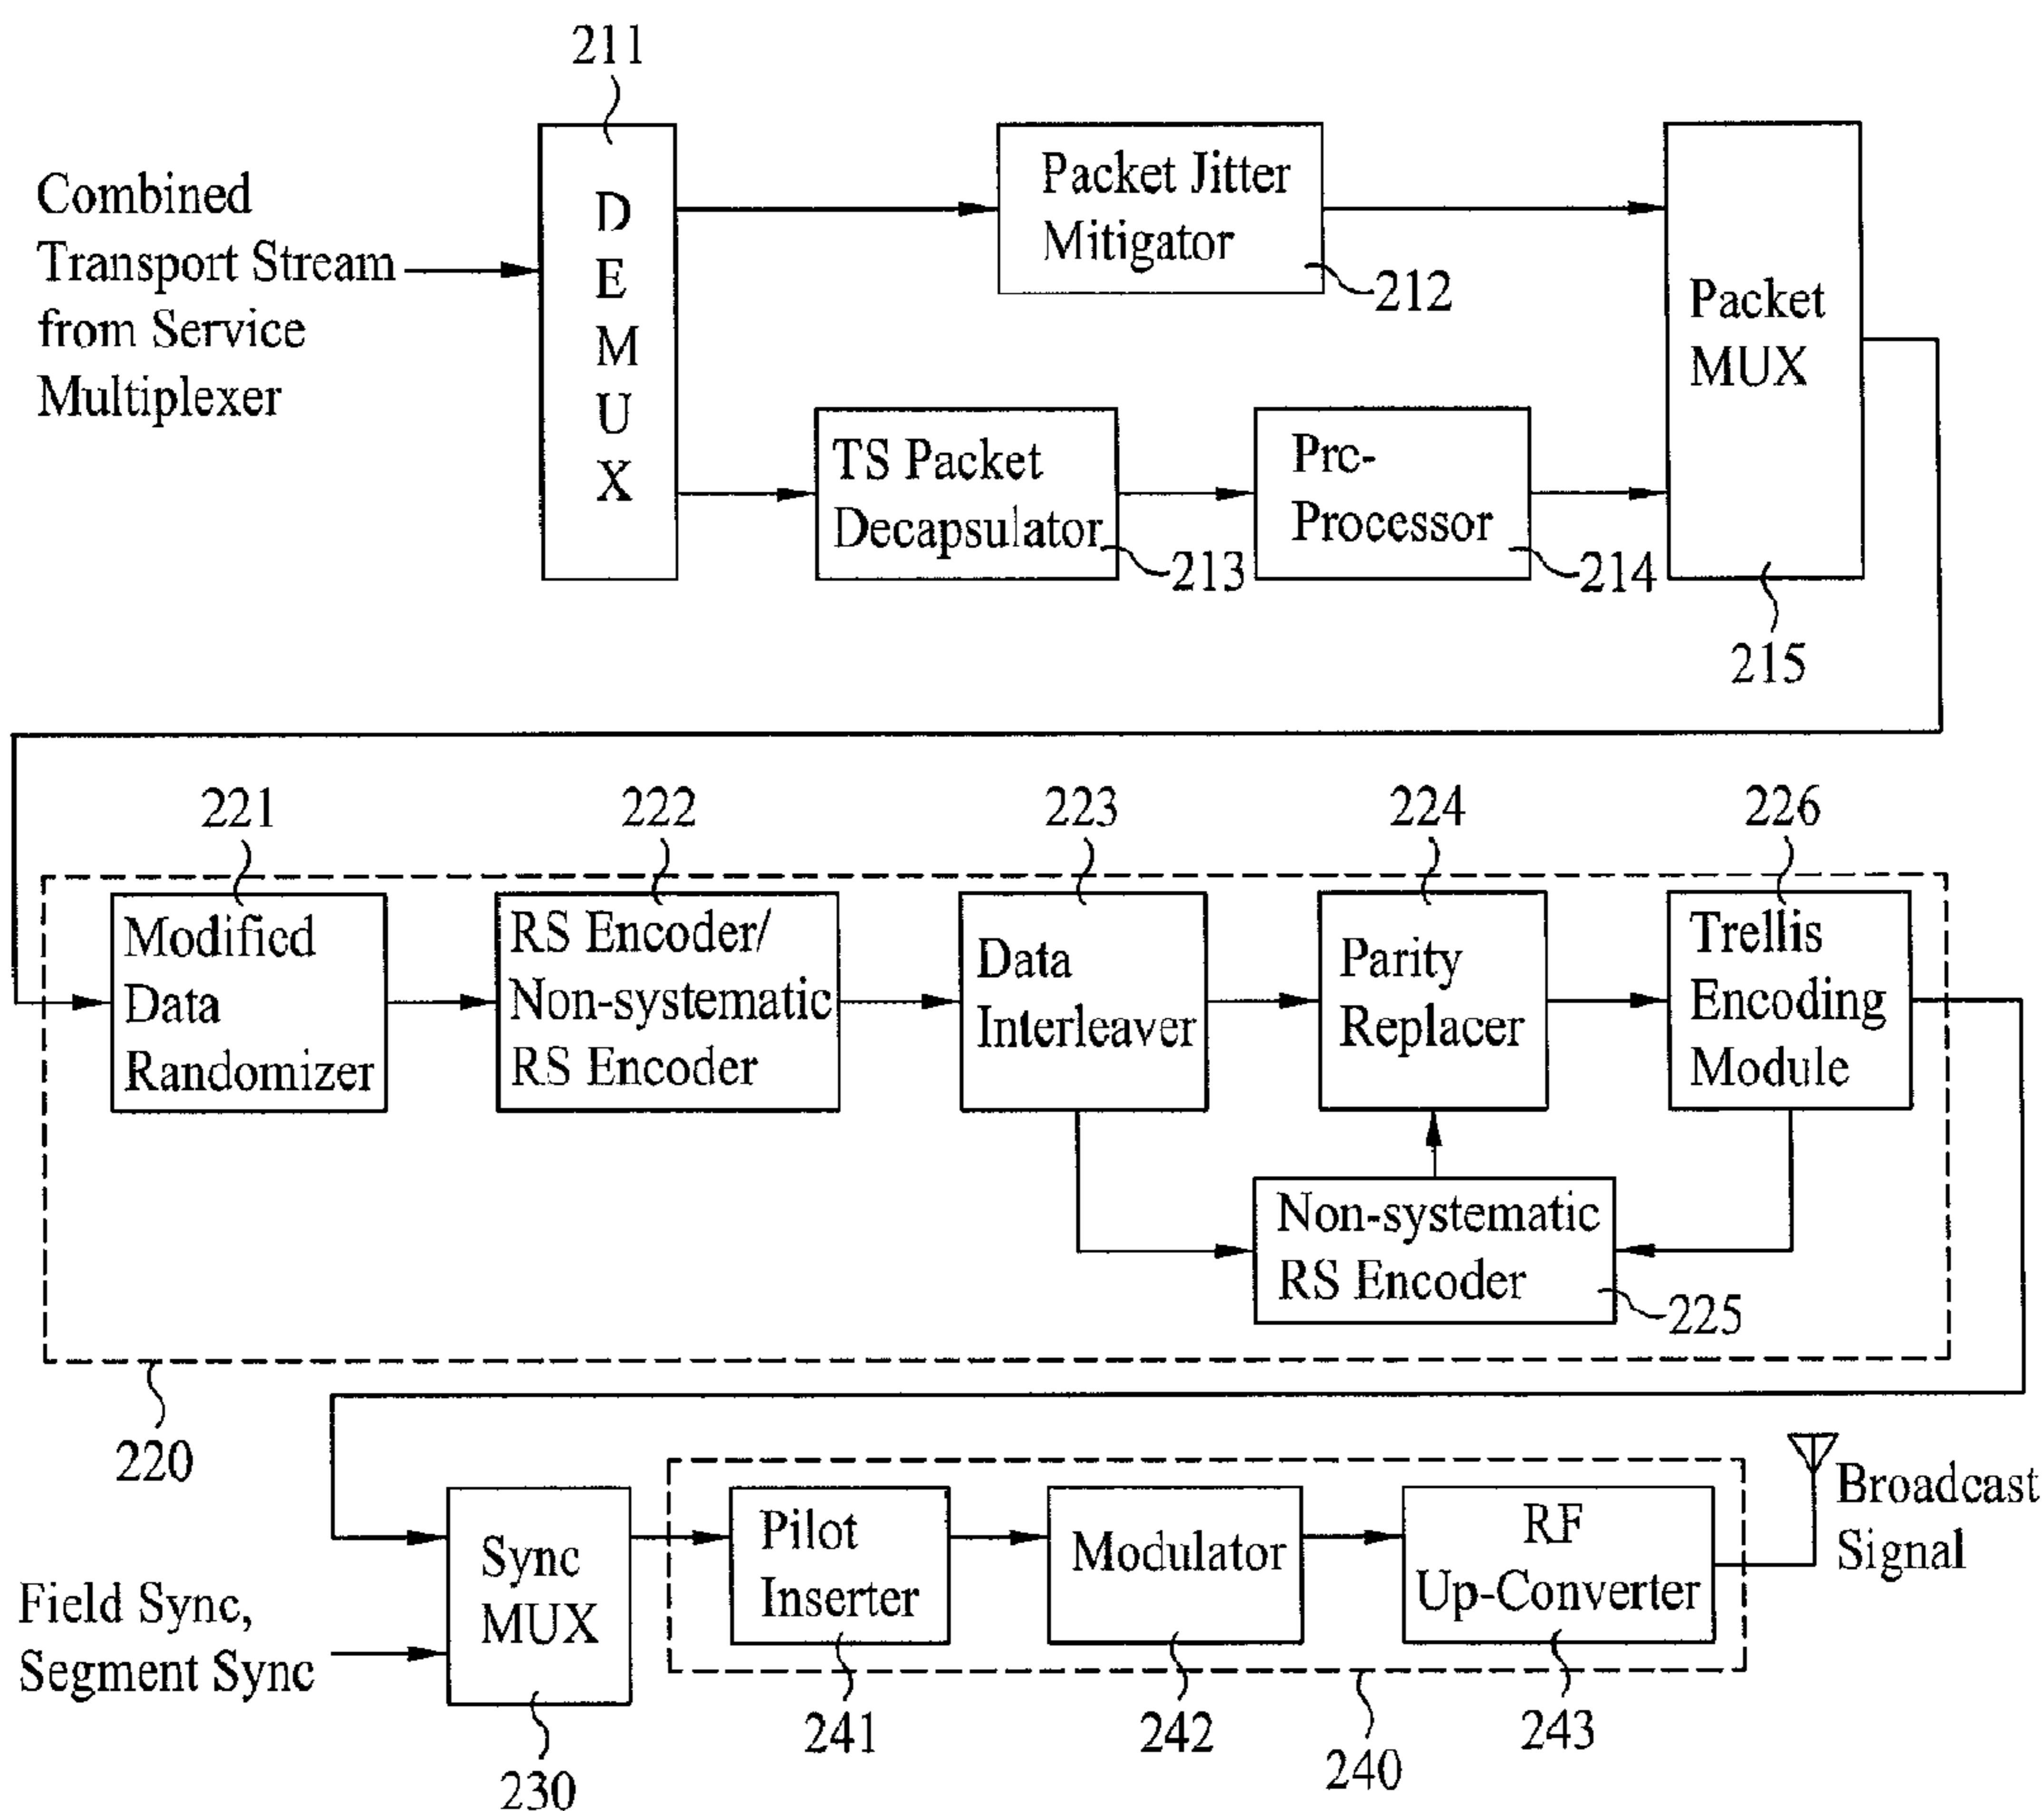 211
Combined
Transport Stream
from Service
Multiplexer
D
E
M
U
X
Packet Jitter
Mitigator
212
Packet
MUX
TS Packet
Decapsulator
213
Prc-
Processor
214
215
221
222
223
224
226
Modified
Data
Randomizer
RS Encoder/
Non-systematic
RS Encoder
Data
Interleaver
Parity
Replacer
Trellis
Encoding
Module
Non-systematic
RS Encoder
225
220
Field Sync,
Segment Sync
Sync
MUX
230
Pilot
Inserter
241
Modulator
242
RF
Up-Converter
243
240
Broadcast
Signal